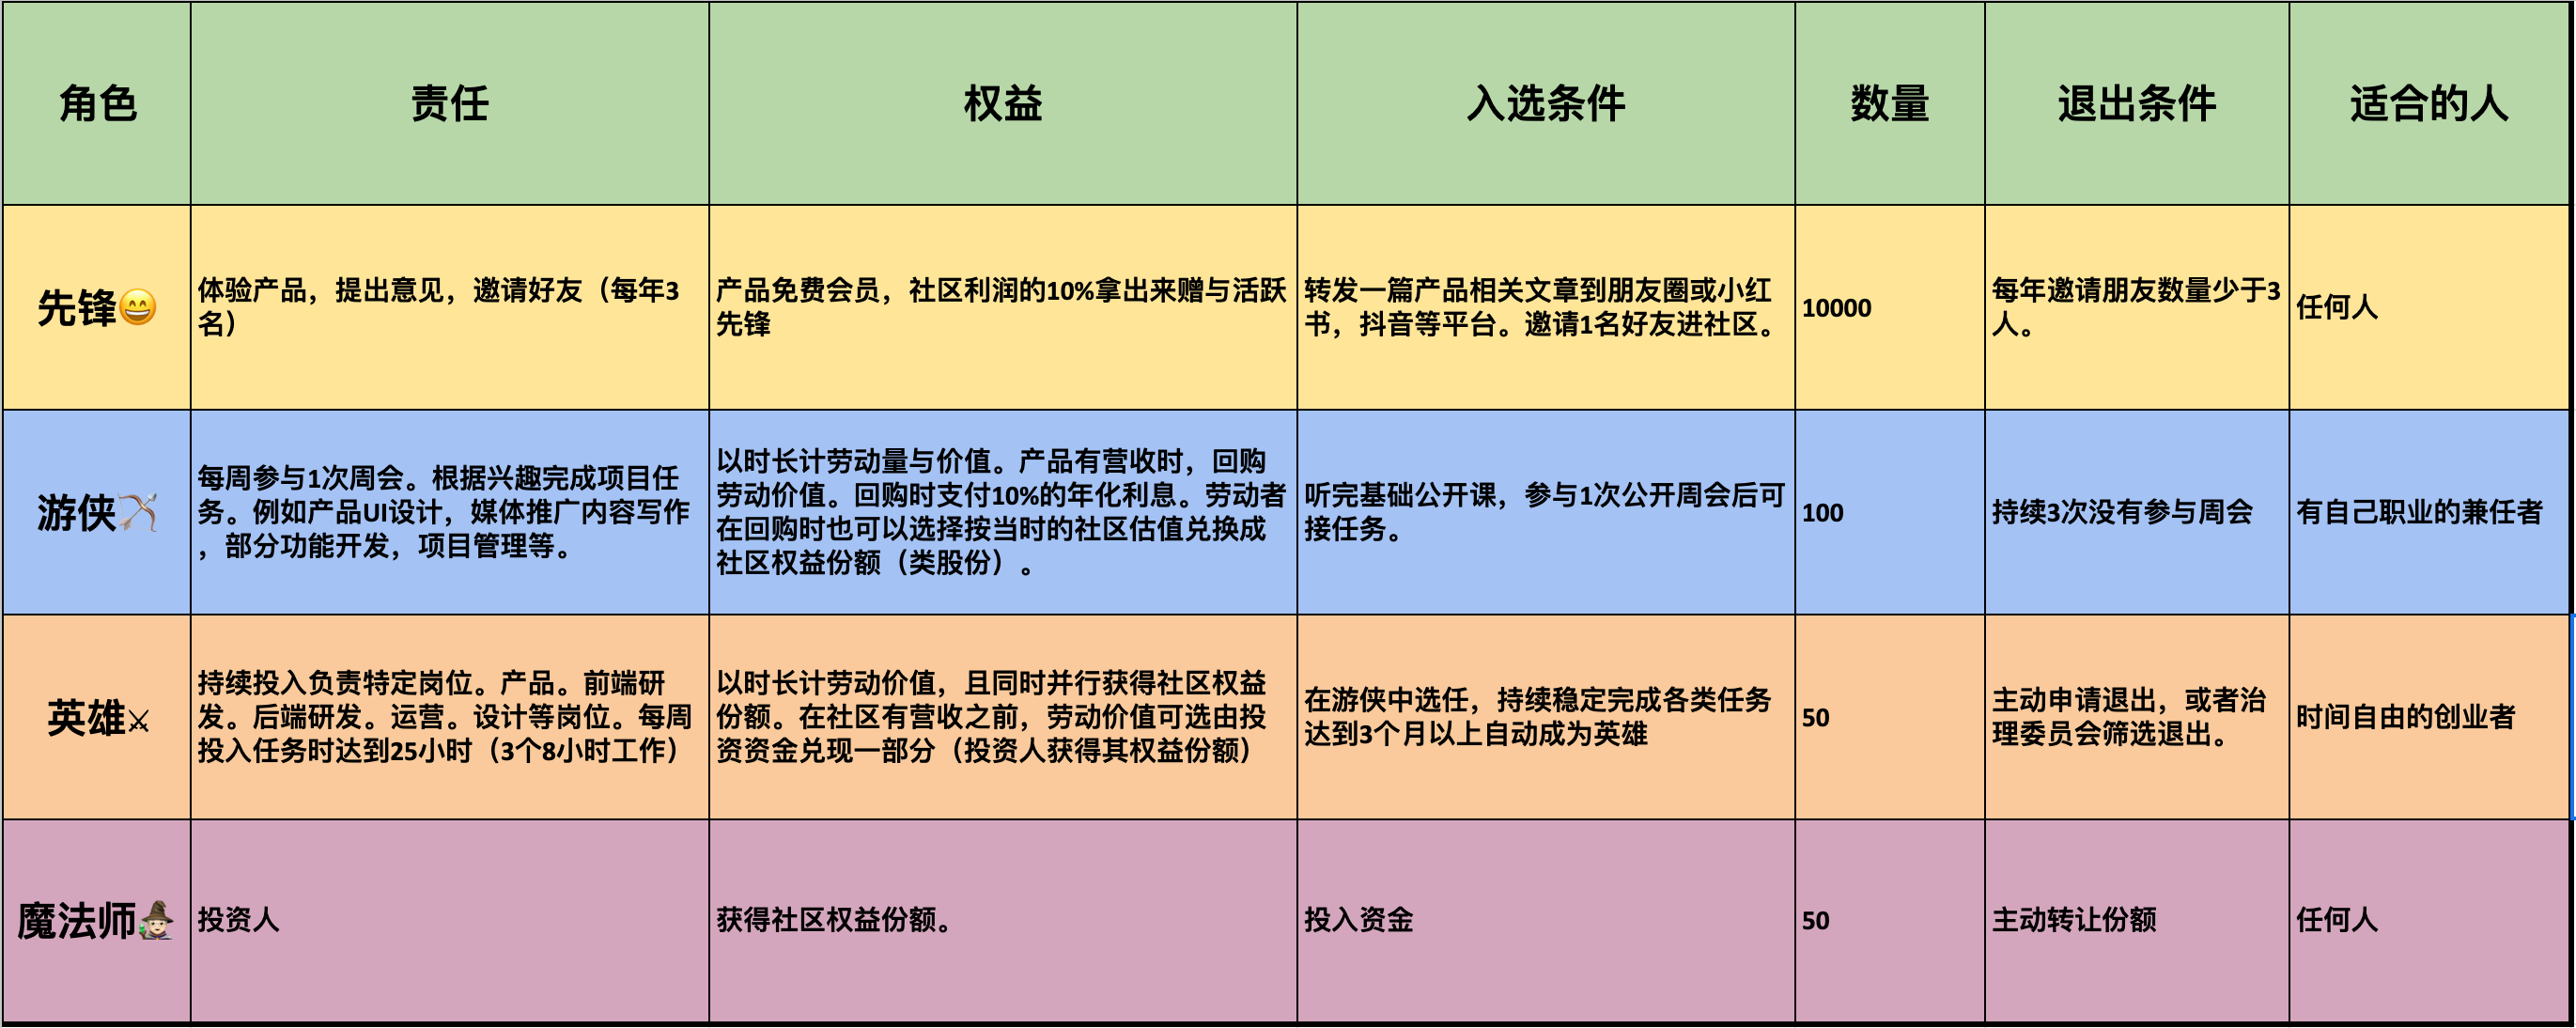 角色
责任
权益
入选条件
数量
退出条件
适合的人
先锋😄
体验产品，提出意见，邀请好友（每年3
名）
产品免费会员，社区利润的10%拿出来赠与活跃
先锋
转发一篇产品相关文章到朋友圈或小红
书，抖音等平台。邀请1名好友进社区。
10000
每年邀请朋友数量少于3
人。
任何人
游侠🏹
每周参与1次周会。根据兴趣完成项目任
务。例如产品UI设计，媒体推广内容写作
，部分功能开发，项目管理等。
以时长计劳动量与价值。产品有营收时，回购
劳动价值。回购时支付10%的年化利息。劳动者
在回购时也可以选择按当时的社区估值兑换成
社区权益份额（类股份）。
听完基础公开课，参与1次公开周会后可
接任务。
100
持续3次没有参与周会
有自己职业的兼任者
英雄⚔
持续投入负责特定岗位。产品。前端研
发。后端研发。运营。设计等岗位。每周
投入任务时达到25小时（3个8小时工作）
以时长计劳动价值，且同时并行获得社区权益
份额。在社区有营收之前，劳动价值可选由投
资资金兑现一部分（投资人获得其权益份额）
在游侠中选任，持续稳定完成各类任务
达到3个月以上自动成为英雄
50
主动申请退出，或者治
理委员会筛选退出。
时间自由的创业者
魔法师🧙🏻
投资人
获得社区权益份额。
投入资金
50
主动转让份额
任何人